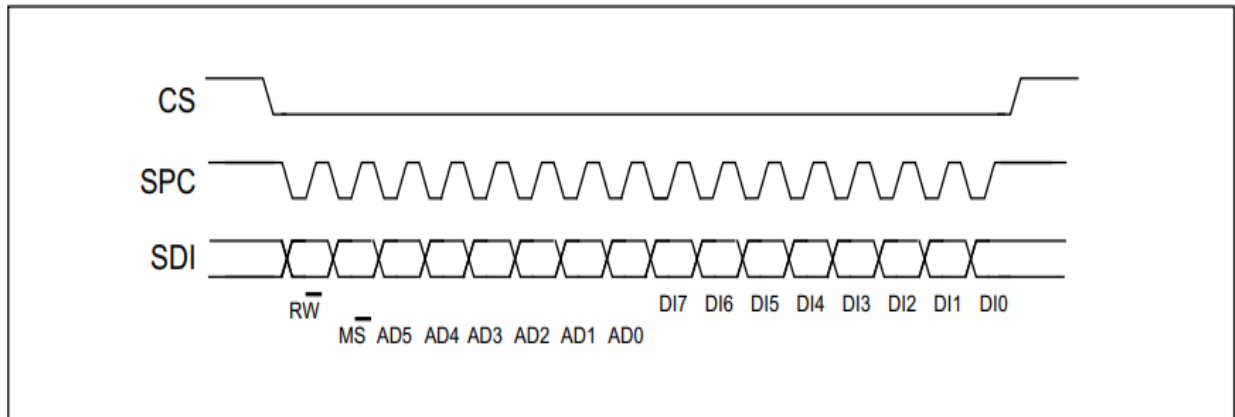 CS
SPC
SDI
RW̅ DI7 DI6 DI5 DI4 DI3 DI2 DI1 DI0
MS̅ AD5 AD4 AD3 AD2 AD1 AD0